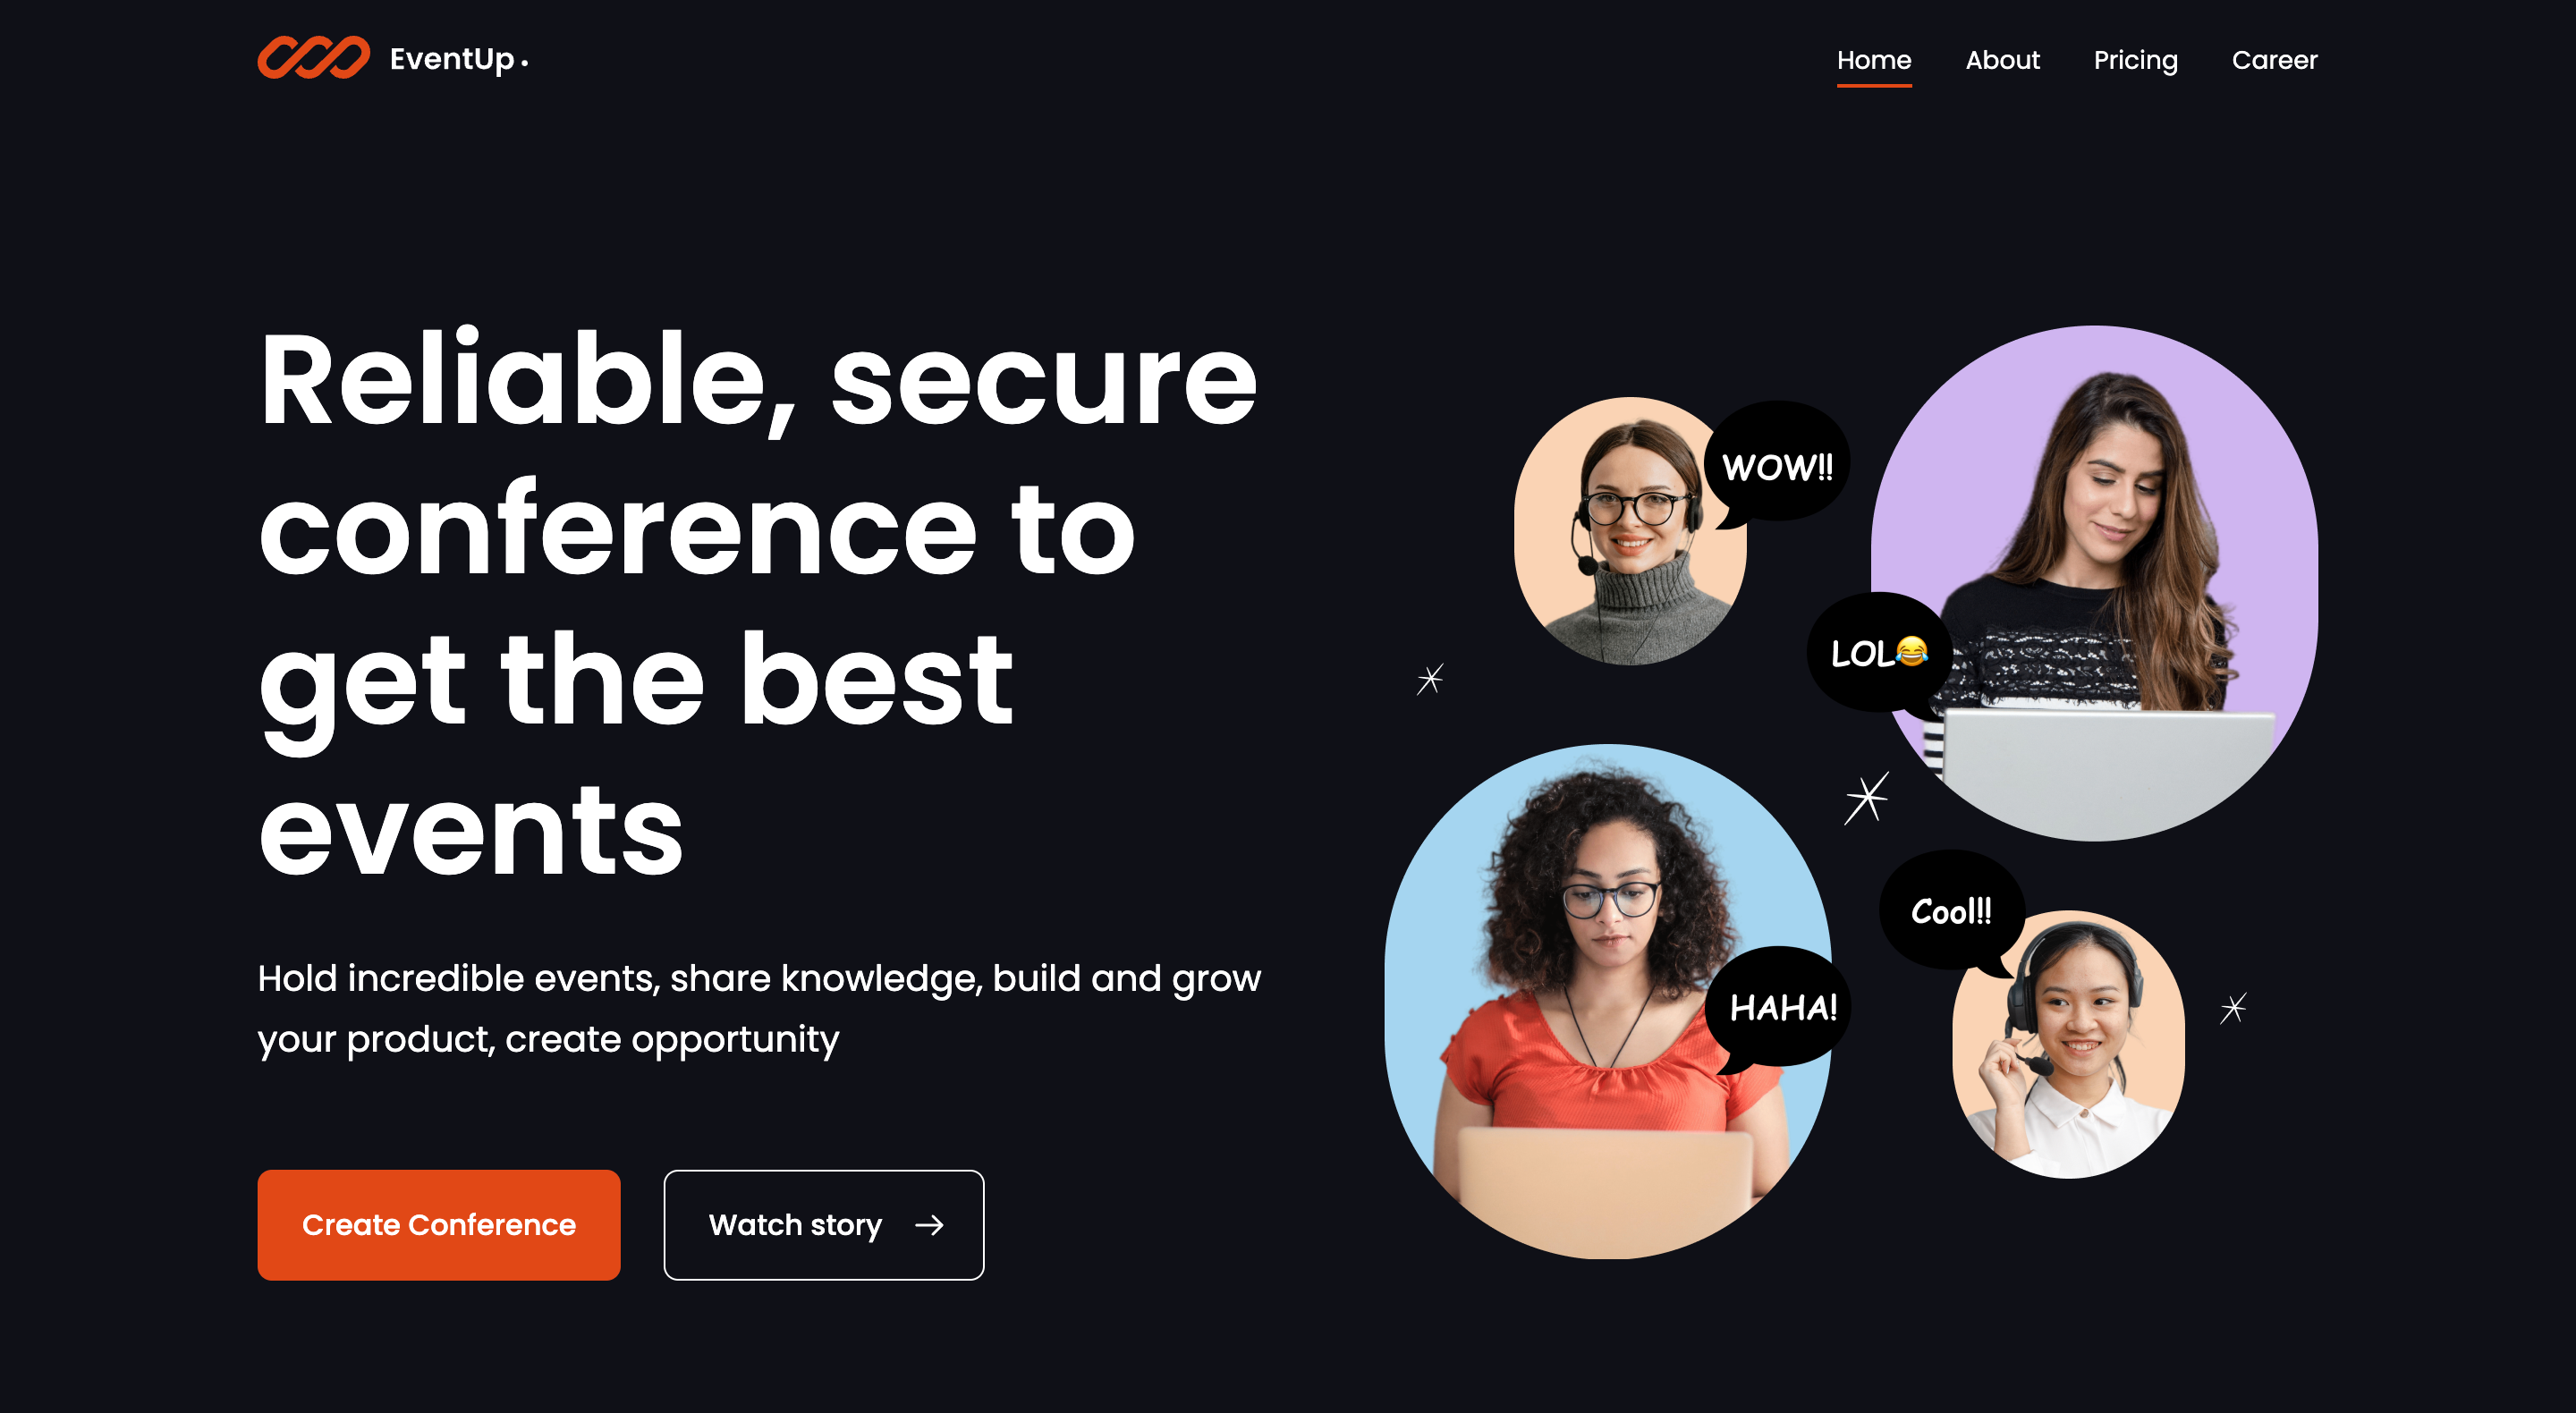 EventUp
Home About Pricing Career
Reliable, secure
conference to
get the best
events
Hold incredible events, share knowledge, build and grow
your product, create opportunity
Create Conference
Watch story →
WOW!!
LOL😂
HAHA!
Cool!!